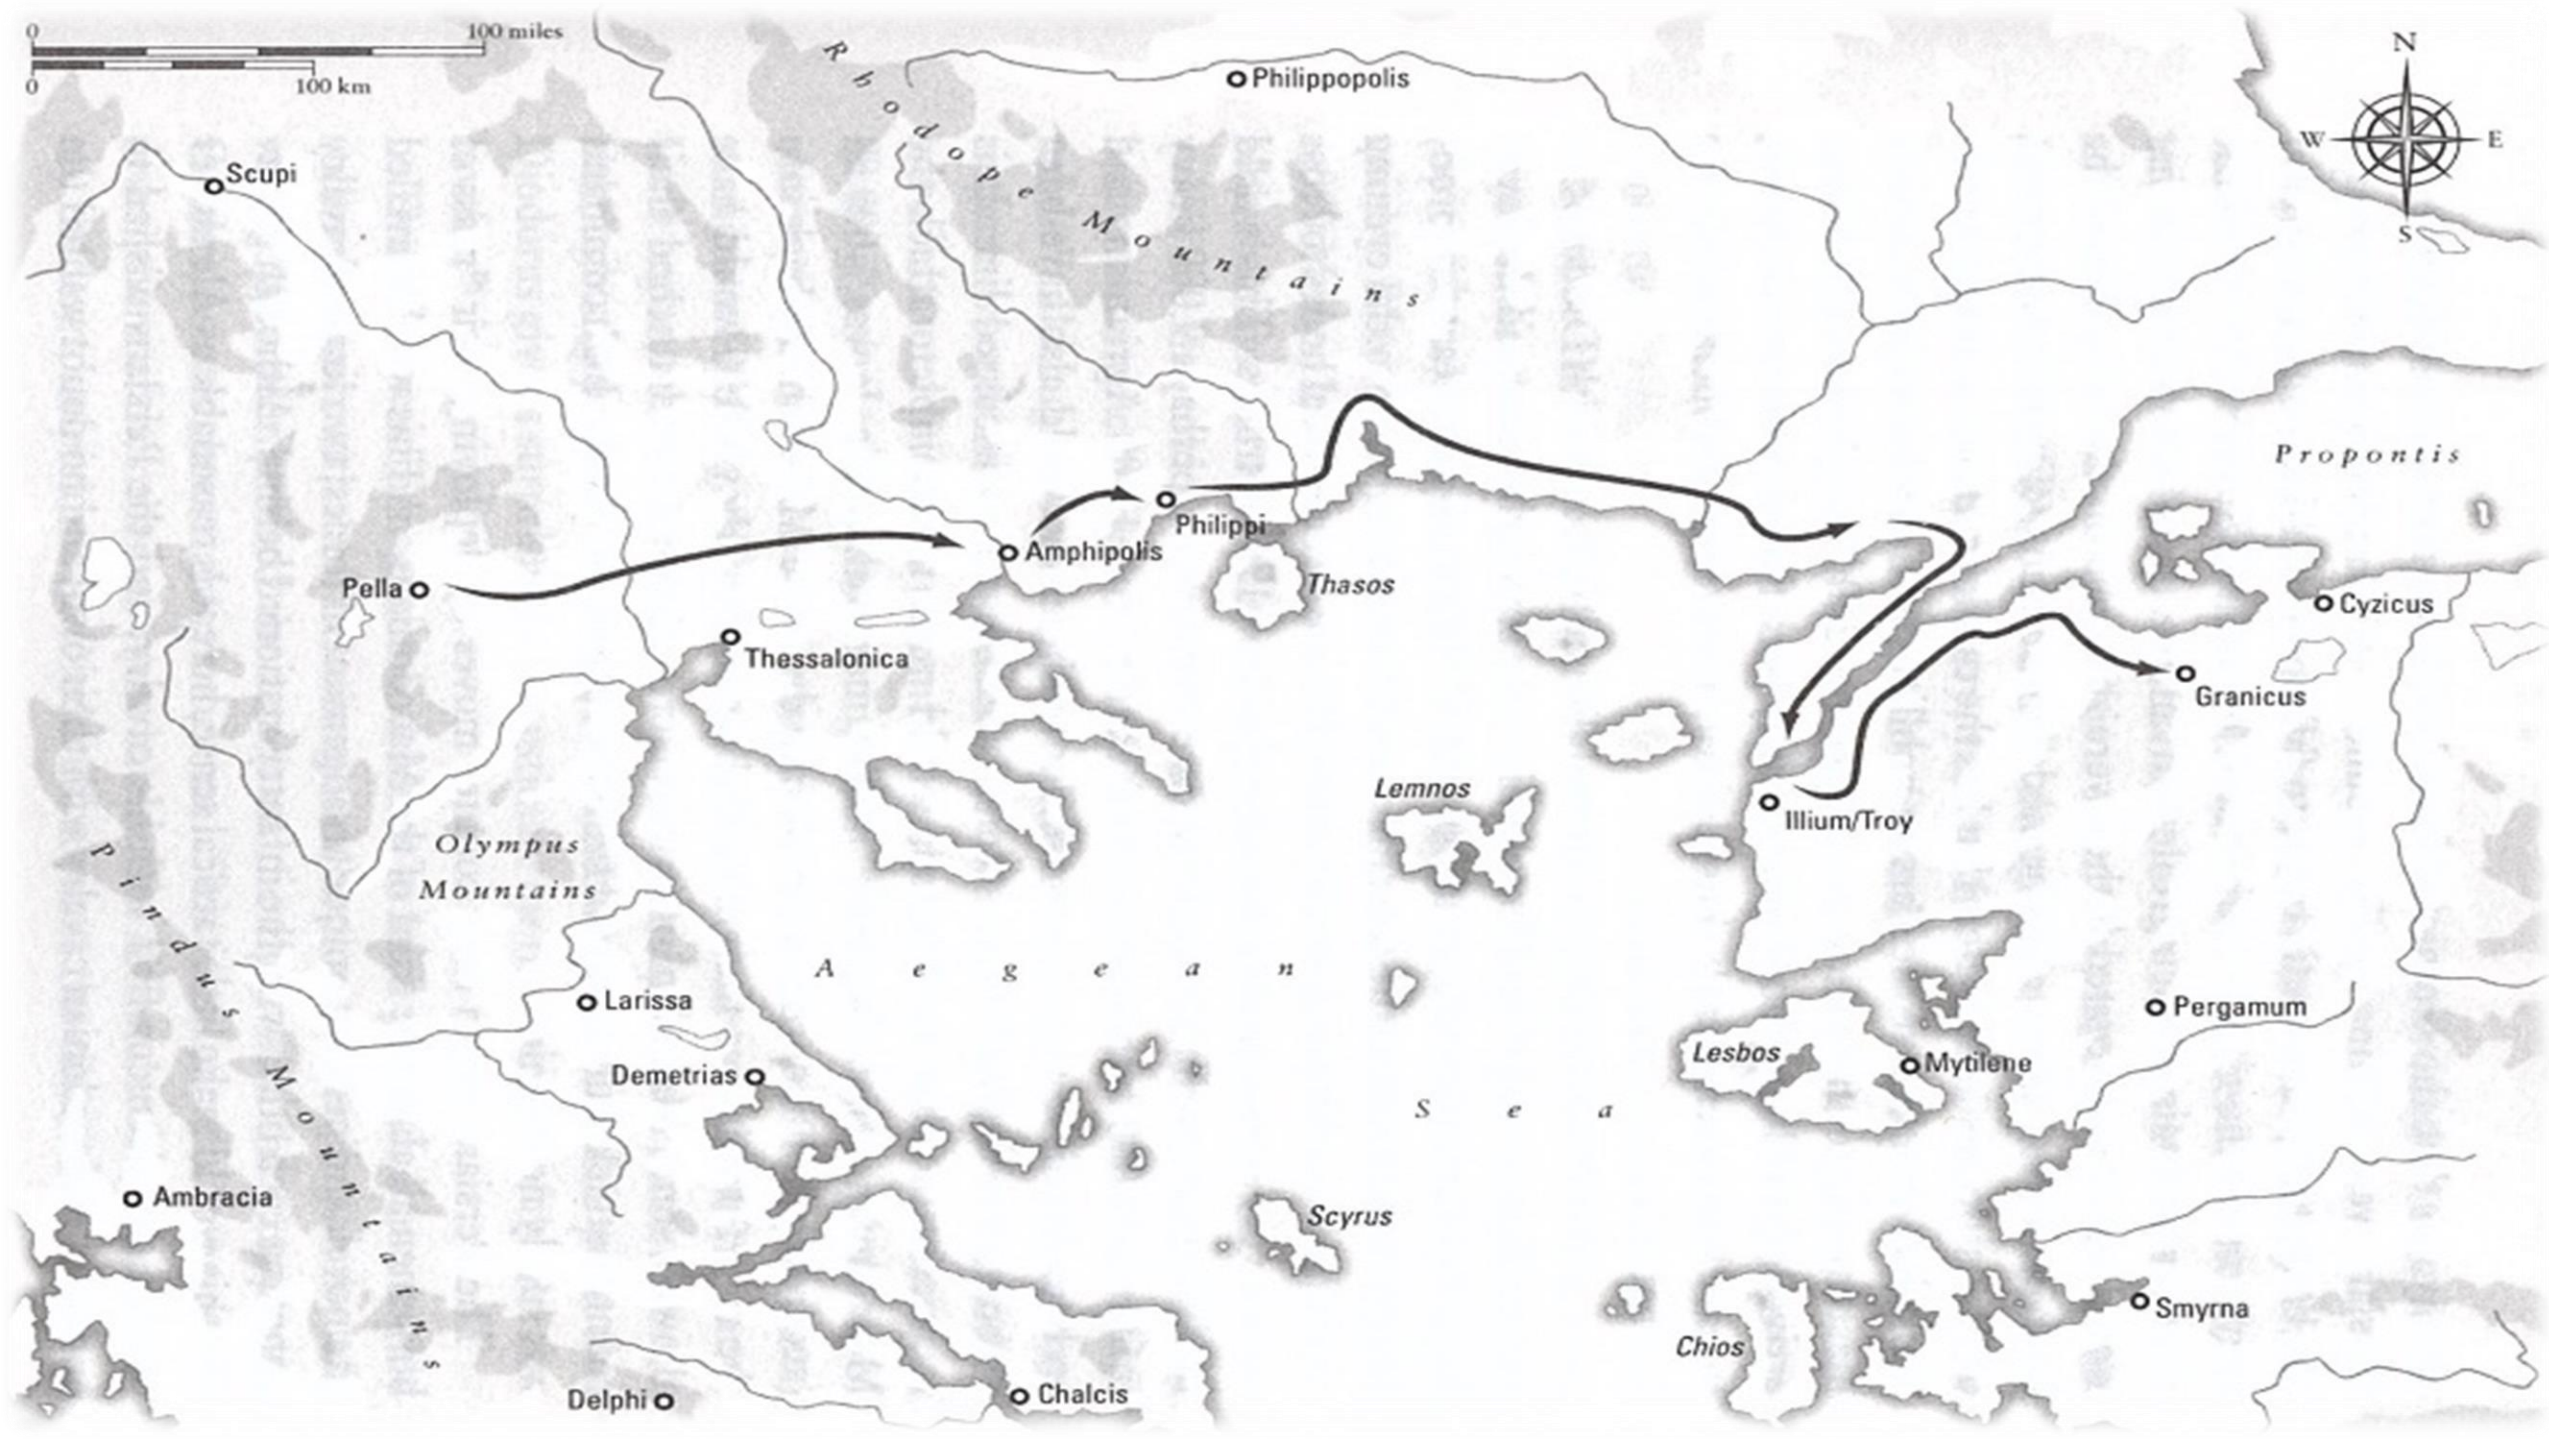 0 100 miles
0 100 km
N
W E
S
Rhodope Mountains
Philippopolis
Scupi
Propontis
Philippi
Amphipolis
Pella
Thasos
Cyzicus
Thessalonica
Granicus
Lemnos
Illium/Troy
Olympus
Mountains
Pindus Mountains
Aegean
Sea
Larissa
Pergamum
Lesbos
Mytilene
Demetrias
Ambracia
Scyrus
Smyrna
Chios
Delphi
Chalcis